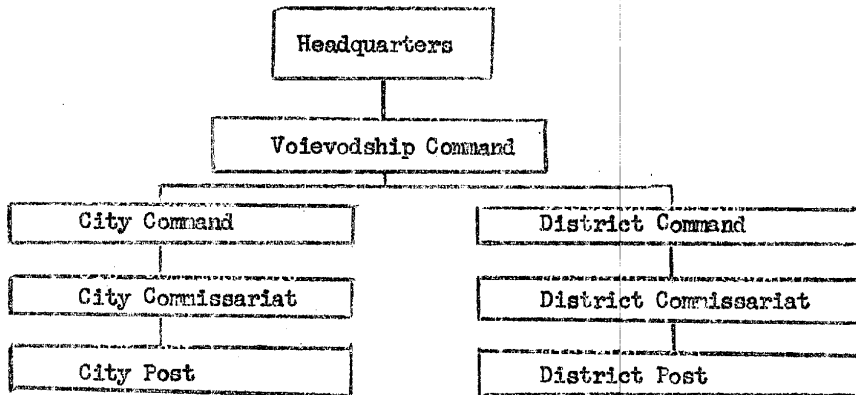 Headquarters
Voievodship Command
City Command
District Command
City Commissariat
District Commissariat
City Post
District Post